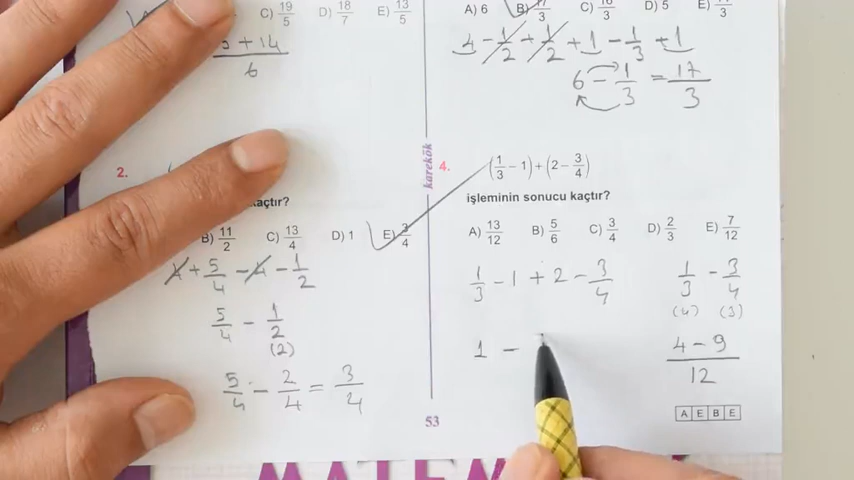 C) 19/5 D) 18/7 E) 13/5
+ 14
6
2.
kaçtır?
B) 11/2 C) 13/4 D) 1 E) 3/4
1 + 5/4 - 1 - 1/2
5/4 - 1/2
(2)
5/4 - 2/4 = 3/4
karekök
A) 6 B) 17/3 C) 16/3 D) 5
4 - 1/2 + 1/2 + 1 - 1/3 + 1
6 - 1/3 = 17/3
4.
(1/3 - 1) + (2 - 3/4)
işleminin sonucu kaçtır?
A) 13/12 B) 5/6 C) 3/4 D) 2/3 E) 7/12
1/3 - 1 + 2 - 3/4
1 -
1/3 - 3/4
(4) (3)
4 - 9
12
A E B E
53
MATEM